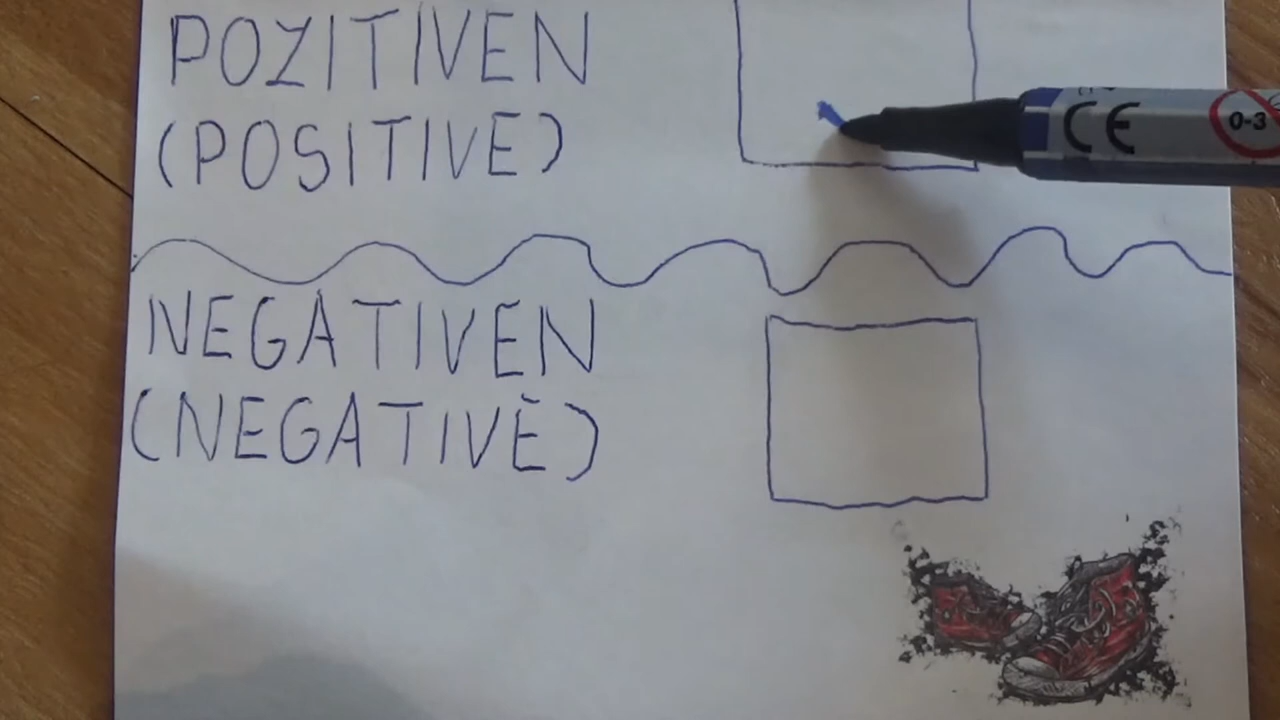 POZITIVEN
(POSITIVE)
CE 0-3
NEGATIVEN
(NEGATIVE)